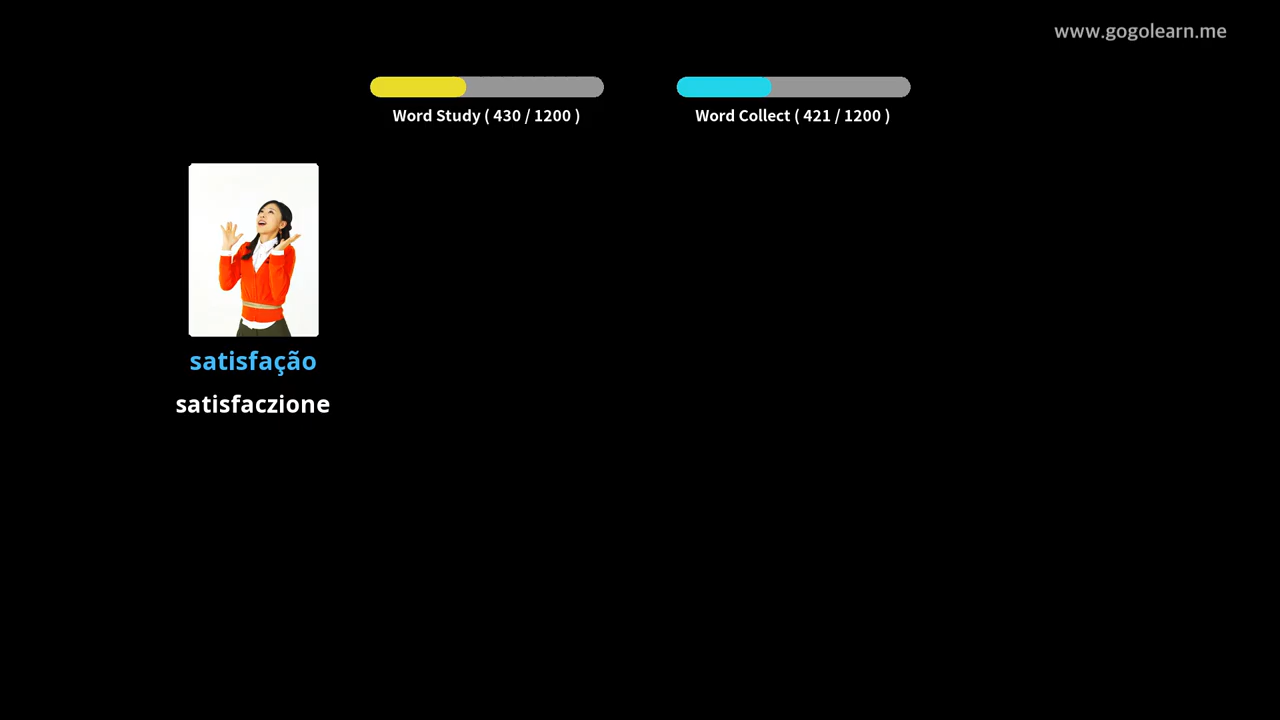 www.gogolearn.me
Word Study ( 430 / 1200 )
Word Collect ( 421 / 1200 )
satisfação
satisfaczione